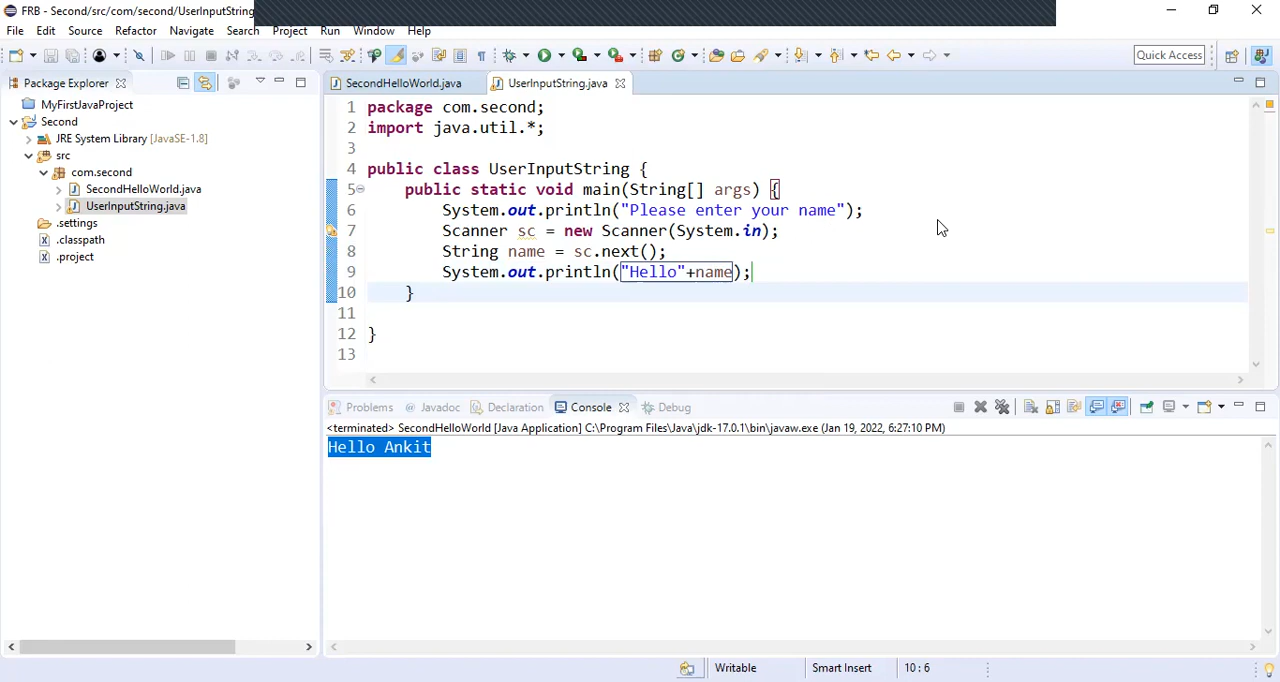 FRB - Second/src/com/second/UserInputString
File Edit Source Refactor Navigate Search Project Run Window Help
Quick Access
Package Explorer
SecondHelloWorld.java UserInputString.java
MyFirstJavaProject
Second
JRE System Library [JavaSE-1.8]
src
com.second
SecondHelloWorld.java
UserInputString.java
.settings
.classpath
.project
1 package com.second;
2 import java.util.*;
3
4 public class UserInputString {
5 public static void main(String[] args) {
6 System.out.println("Please enter your name");
7 Scanner sc = new Scanner(System.in);
8 String name = sc.next();
9 System.out.println("Hello"+name);
10 }
11
12 }
13
Problems @ Javadoc Declaration Console Debug
<terminated> SecondHelloWorld [Java Application] C:\Program Files\Java\jdk-17.0.1\bin\javaw.exe (Jan 19, 2022, 6:27:10 PM)
Hello Ankit
Writable Smart Insert 10 : 6